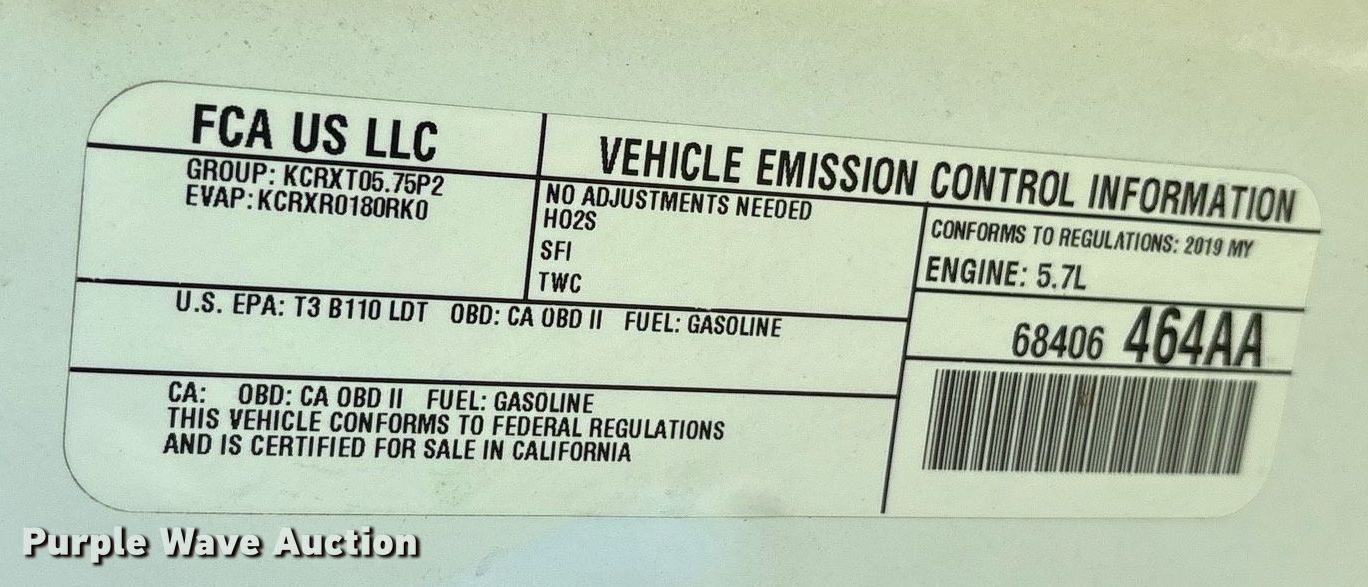 FCA US LLC
VEHICLE EMISSION CONTROL INFORMATION
GROUP: KCRXT05.75P2
EVAP: KCRXR0180RK0
NO ADJUSTMENTS NEEDED
HO2S
SFI
TWC
CONFORMS TO REGULATIONS: 2019 MY
ENGINE: 5.7L
U.S. EPA: T3 B110 LDT OBD: CA OBD II FUEL: GASOLINE
68406 464AA
CA: OBD: CA OBD II FUEL: GASOLINE
THIS VEHICLE CONFORMS TO FEDERAL REGULATIONS
AND IS CERTIFIED FOR SALE IN CALIFORNIA
Purple Wave Auction